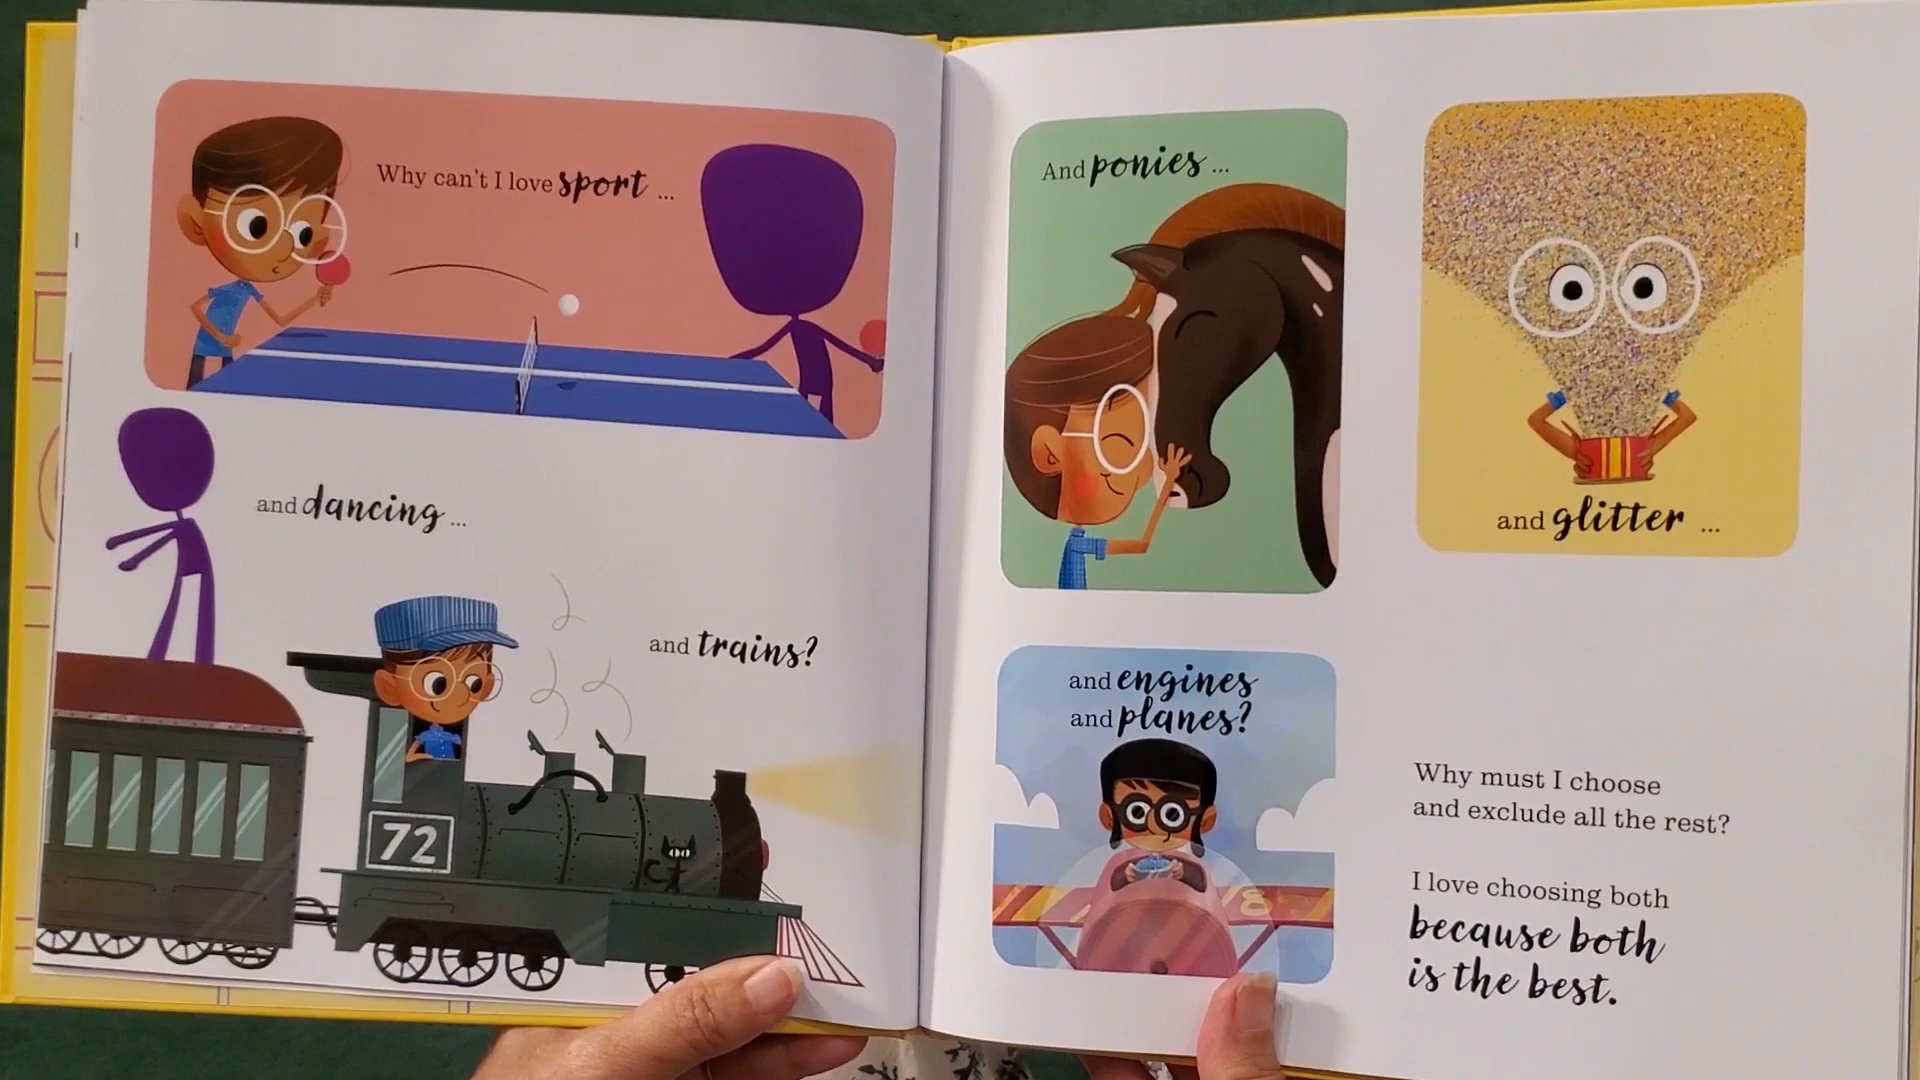 Why can't I love sport ...
and dancing ...
and trains?
72
And ponies ...
and glitter ...
and engines
and planes?
Why must I choose
and exclude all the rest?
I love choosing both
because both
is the best.